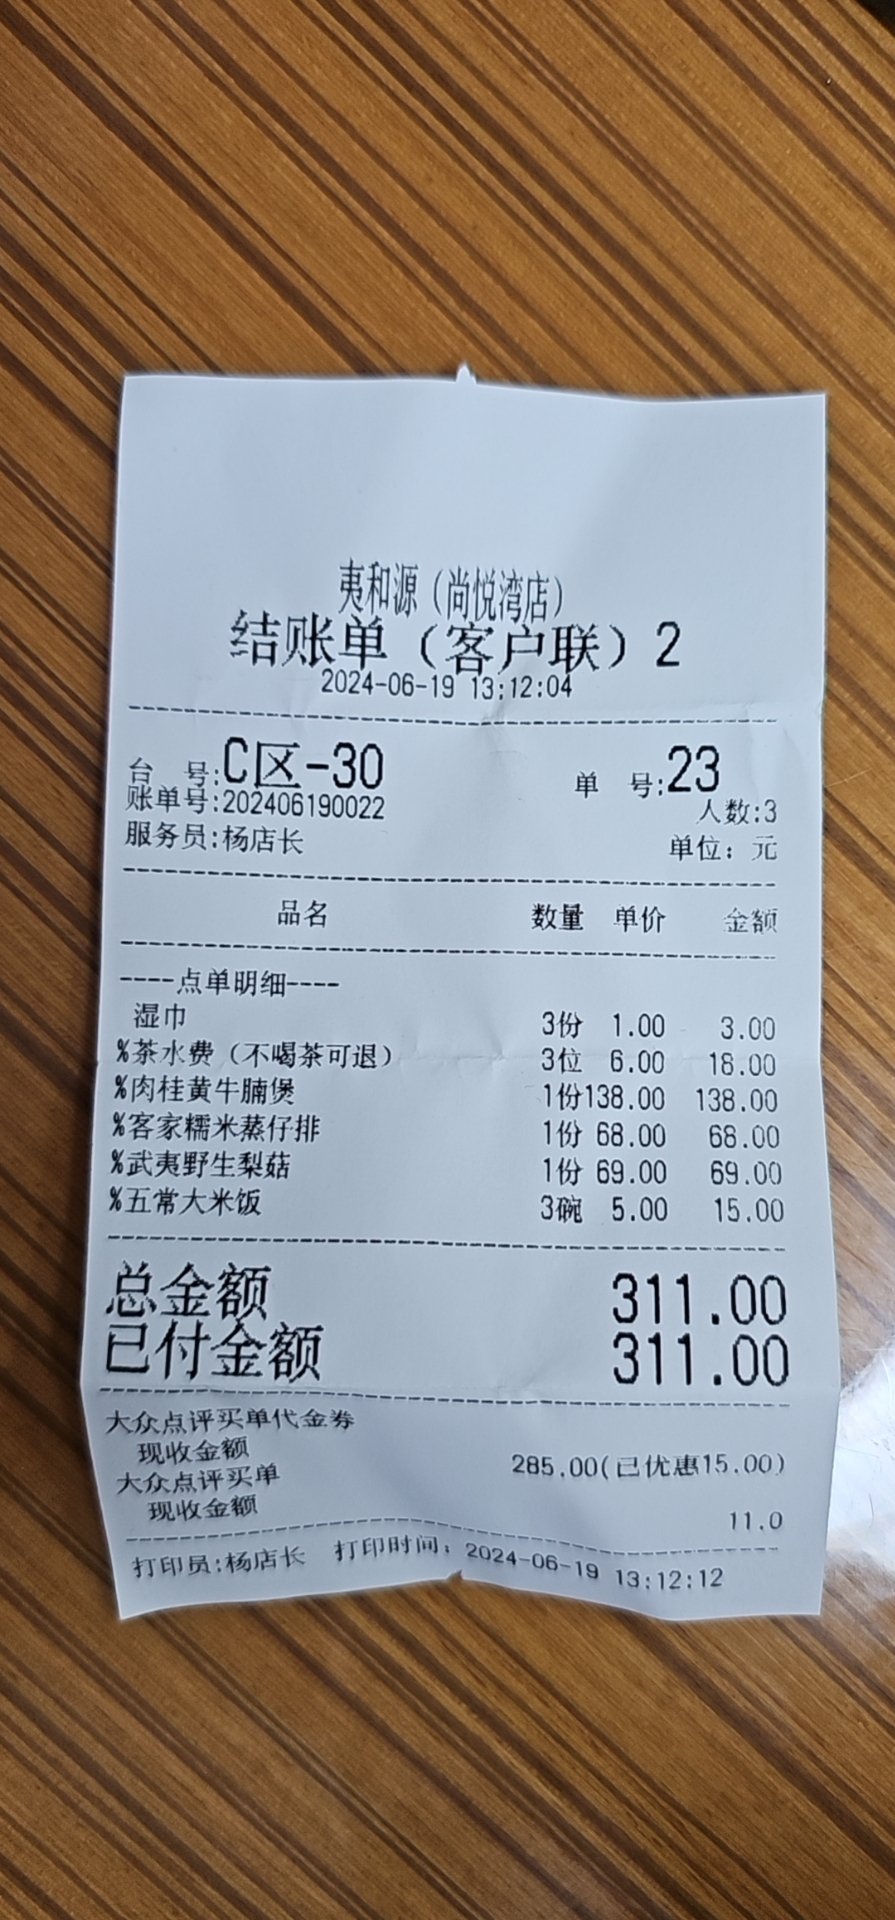 夷和源（尚悦湾店）
结账单（客户联）2
2024-06-19 13:12:04
台 号:C区-30 单 号:23
账单号:202406190022 人数:3
服务员:杨店长 单位：元
品名 数量 单价 金额
----点单明细----
湿巾 3份 1.00 3.00
%茶水费（不喝茶可退） 3位 6.00 18.00
%肉桂黄牛腩煲 1份138.00 138.00
%客家糯米蒸仔排 1份 68.00 68.00
%武夷野生梨菇 1份 69.00 69.00
%五常大米饭 3碗 5.00 15.00
总金额 311.00
已付金额 311.00
大众点评买单代金券
现收金额 285.00(已优惠15.00)
大众点评买单
现收金额 11.0
打印员:杨店长 打印时间：2024-06-19 13:12:12